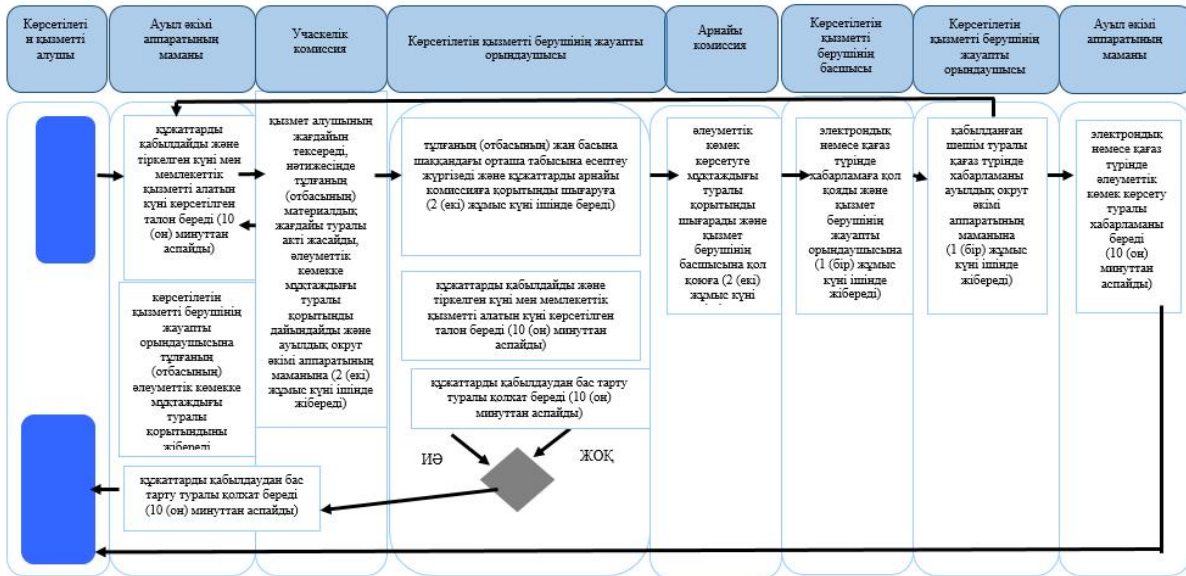 Көрсетілеті
н қызметті
алушы
Ауыл әкімі
аппаратының
маманы
Учаскелік
комиссия
Көрсетілетін қызметті берушінің жауапты
орындаушысы
Арнайы
комиссия
Көрсетілетін
қызметті
берушінің
басшысы
Көрсетілетін
қызметті берушінің
жауапты
орындаушысы
Ауыл әкімі
аппаратының
маманы
құжаттарды
қабылдайды және
тіркелген күні мен
мемлекеттік
қызметті алатын
күні көрсетілген
талон береді (10
(он) минуттан
аспайды)
көрсетілетін
қызметті берушінің
жауапты
орындаушысына
тұлғаның
(отбасының)
әлеуметтік көмекке
мұқтаждығы
туралы
қорытындыны
жібереді
құжаттарды қабылдаудан бас
тарту туралы қолхат береді
(10 (он) минуттан аспайды)
қызмет алушының
жағдайын
тексереді,
нәтижесінде
тұлғаның
(отбасының)
материалдық
жағдайы туралы
акті жасайды,
әлеуметтік
көмекке
мұқтаждығы
туралы
қорытынды
дайындайды және
ауылдық округ
әкімі аппаратының
маманына (2 (екі)
жұмыс күні ішінде
жібереді)
тұлғаның (отбасының) жан басына
шаққандағы орташа табысына есептеу
жүргізеді және құжаттарды арнайы
комиссияға қорытынды шығаруға
(2 (екі) жұмыс күні ішінде береді)
құжаттарды қабылдайды және
тіркелген күні мен мемлекеттік
қызметті алатын күні көрсетілген
талон береді (10 (он) минуттан
аспайды)
құжаттарды қабылдаудан бас тарту
туралы қолхат береді (10 (он)
минуттан аспайды)
ИӘ
ЖОҚ
әлеуметтік
көмек
көрсетуге
мұқтаждығы
туралы
қорытынды
шығарады және
қызмет
берушінің
басшысына қол
қоюға (2 (екі)
жұмыс күні
электрондық
немесе қағаз
түрінде
хабарламаға қол
қояды және
қызмет
берушінің
жауапты
орындаушысына
(1 (бір) жұмыс
күні ішінде
жібереді)
қабылданған
шешім туралы
қағаз түрінде
хабарламаны
ауылдық округ
әкімі
аппаратының
маманына
(1 (бір) жұмыс
күні ішінде
жібереді)
электрондық
немесе қағаз
түрінде
әлеуметтік
көмек көрсету
туралы
хабарламаны
береді
(10 (он)
минуттан
аспайды)